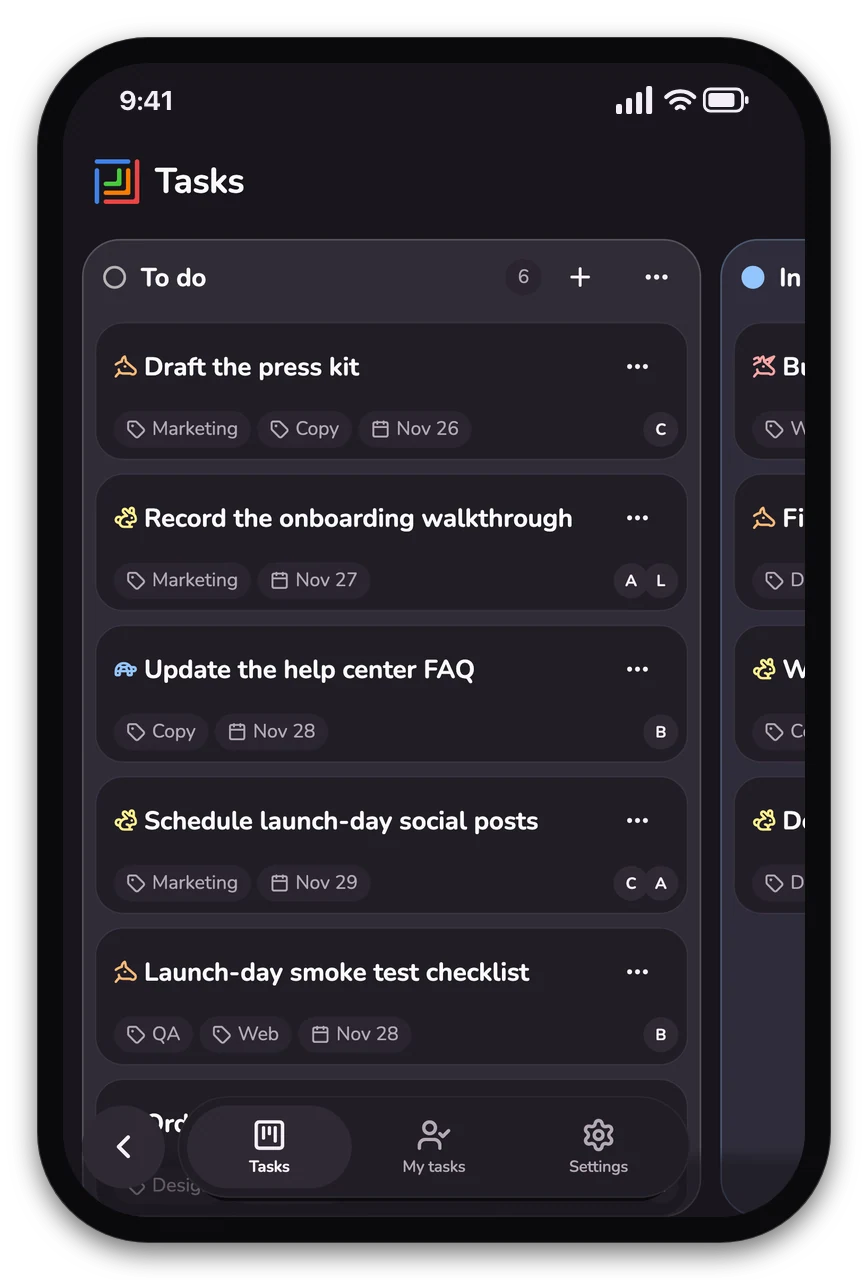 9:41
Tasks
To do
6
In
Draft the press kit
Marketing
Copy
Nov 26
C
Record the onboarding walkthrough
Marketing
Nov 27
A
L
Update the help center FAQ
Copy
Nov 28
B
Schedule launch-day social posts
Marketing
Nov 29
C
A
Launch-day smoke test checklist
QA
Web
Nov 28
B
Tasks
My tasks
Settings